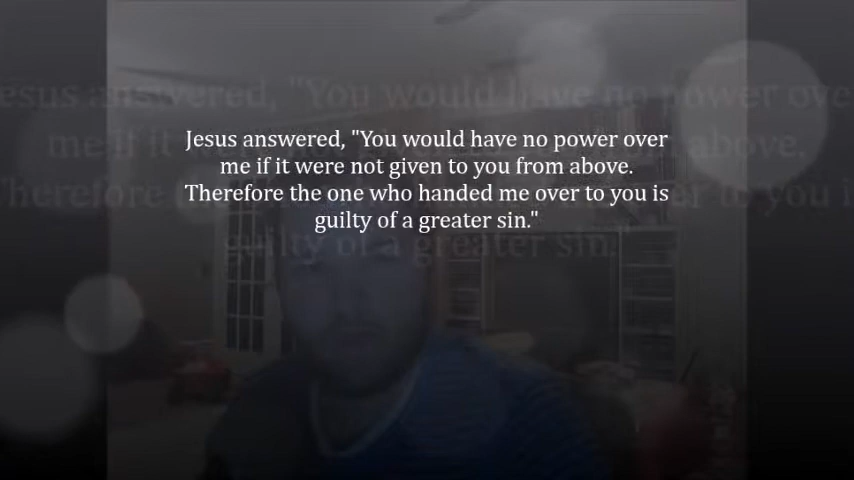 Jesus answered, "You would have no power over
me if it were not given to you from above.
Therefore the one who handed me over to you is
guilty of a greater sin."